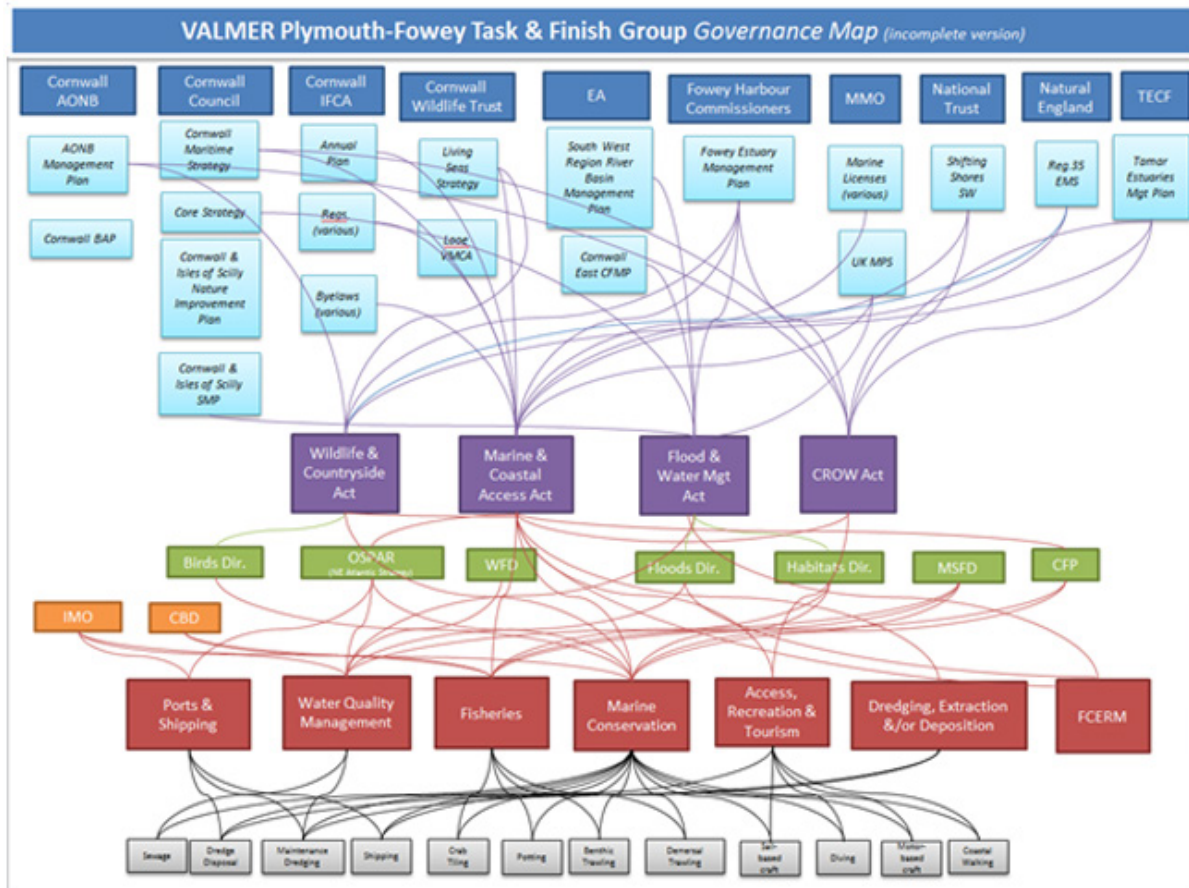 VALMER Plymouth-Fowey Task & Finish Group Governance Map (incomplete version)
Cornwall
AONB
Cornwall
Council
Cornwall
IFCA
Cornwall
Wildlife Trust
EA
Fowey Harbour
Commissioners
MMO
National
Trust
Natural
England
TECF
AONB
Management
Plan
Cornwall
Maritime
Strategy
Annual
Plan
Living
Seas
Strategy
South West
Region River
Basin
Management
Plan
Fowey Estuary
Management
Plan
Marine
Licenses
(various)
Shifting
Shores
SW
Reg.35
EMS
Tamar
Estuaries
Mgt Plan
Cornwall BAP
Core Strategy
Regs.
(various)
Looe
VMCA
Cornwall
East CFMP
UK MPS
Cornwall &
Isles of Scilly
Nature
Improvement
Plan
Byelaws
(various)
Cornwall &
Isles of Scilly
SMP
Wildlife &
Countryside
Act
Marine &
Coastal
Access Act
Flood &
Water Mgt
Act
CROW Act
Birds Dir.
OSPAR
(NE Atlantic Strategy)
WFD
Floods Dir.
Habitats Dir.
MSFD
CFP
IMO
CBD
Ports &
Shipping
Water Quality
Management
Fisheries
Marine
Conservation
Access,
Recreation &
Tourism
Dredging, Extraction
&/or Deposition
FCERM
Sewage
Dredge
Disposal
Maintenance
Dredging
Shipping
Crab
Tiling
Potting
Benthic
Trawling
Demersal
Trawling
Sail-
based
craft
Diving
Motor-
based
craft
Coastal
Walking